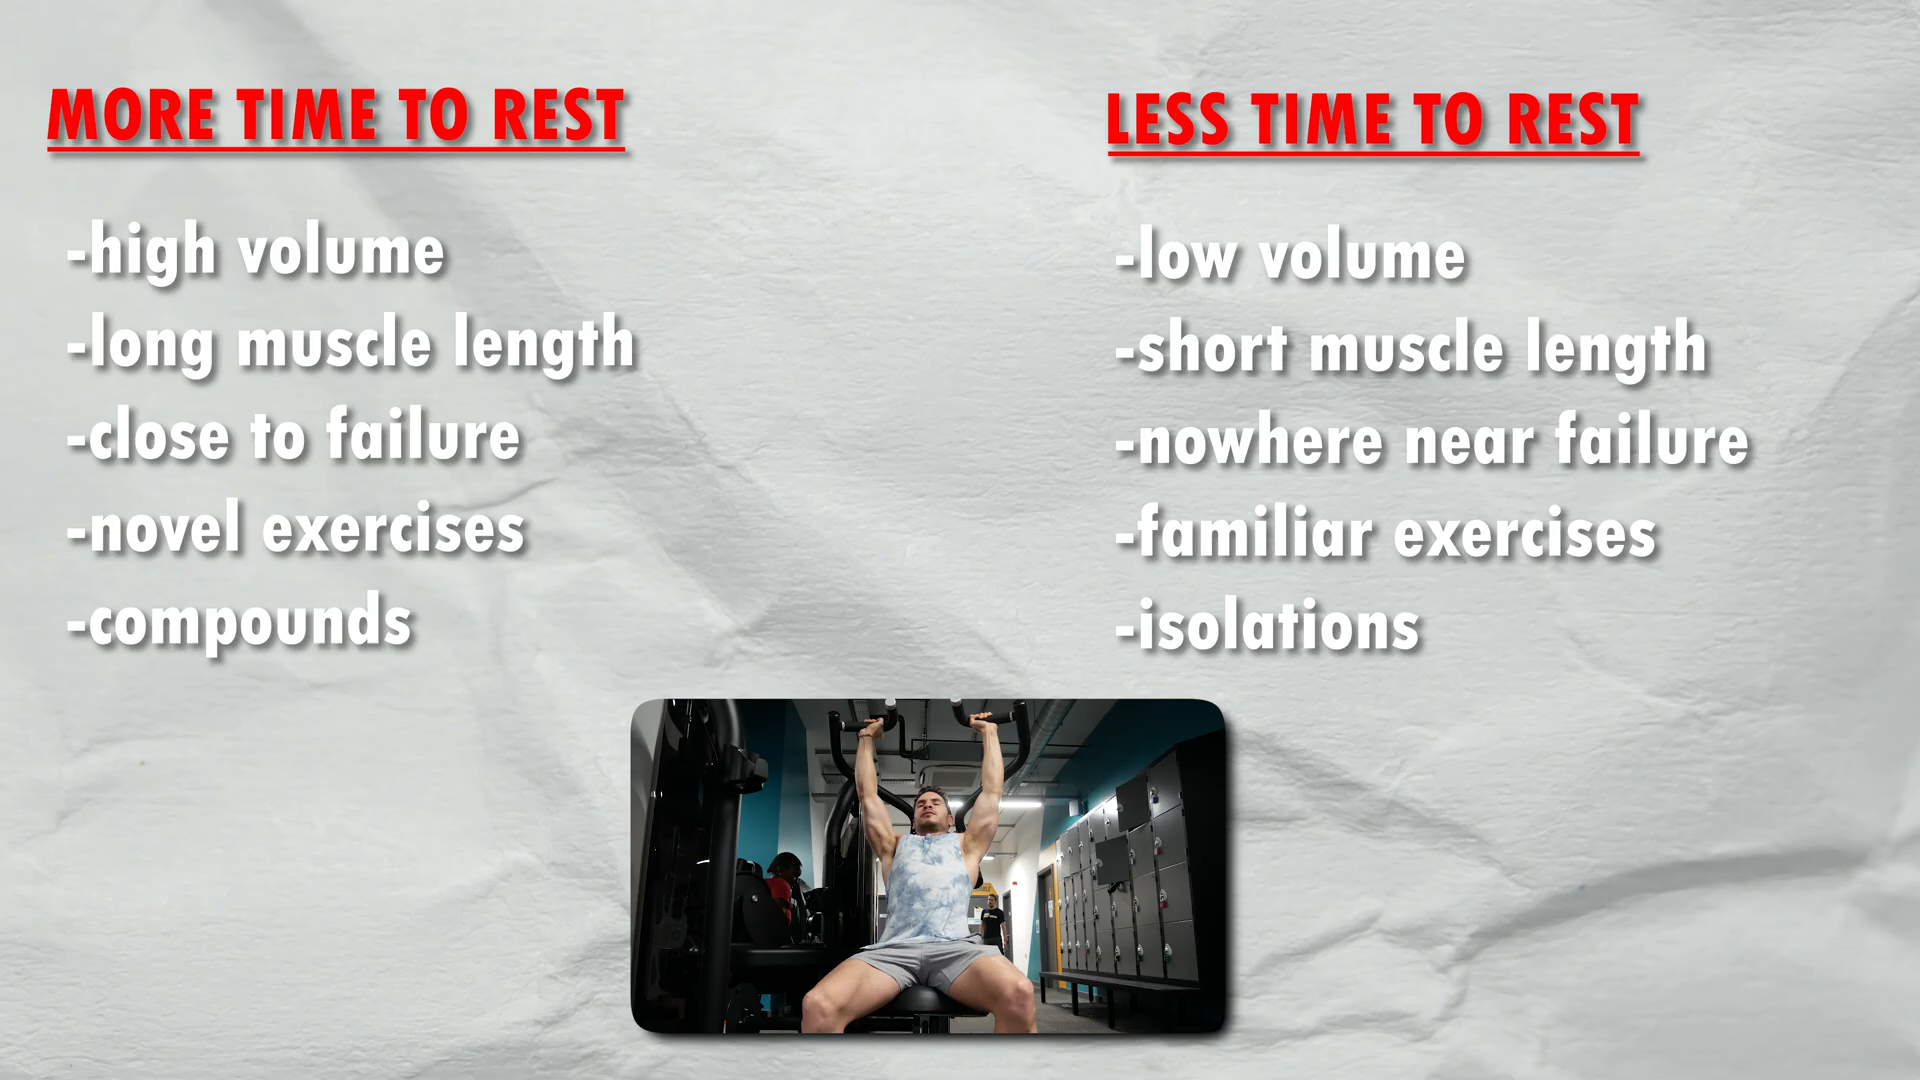 MORE TIME TO REST
-high volume
-long muscle length
-close to failure
-novel exercises
-compounds
LESS TIME TO REST
-low volume
-short muscle length
-nowhere near failure
-familiar exercises
-isolations